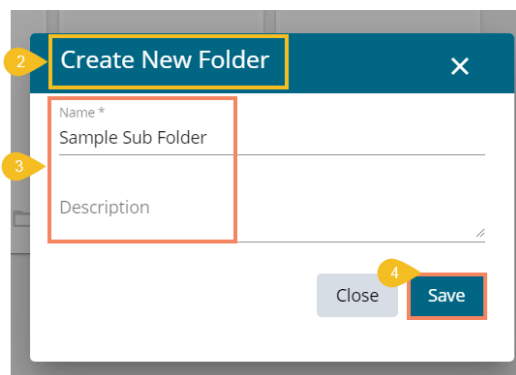 2
Create New Folder
Name *
Sample Sub Folder
3
Description
4
Close
Save